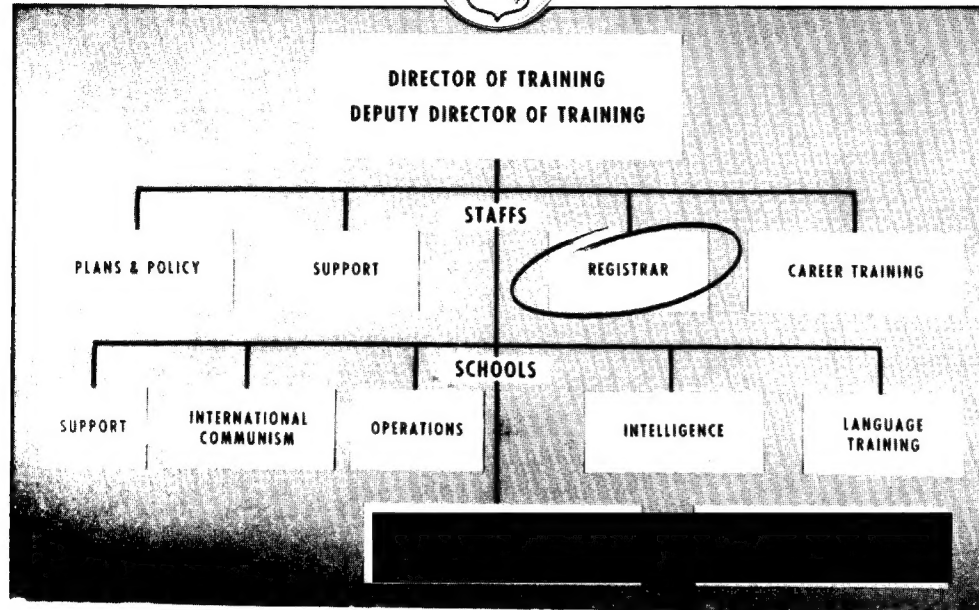 DIRECTOR OF TRAINING
DEPUTY DIRECTOR OF TRAINING
STAFFS
PLANS & POLICY
SUPPORT
REGISTRAR
CAREER TRAINING
SCHOOLS
SUPPORT
INTERNATIONAL
COMMUNISM
OPERATIONS
INTELLIGENCE
LANGUAGE
TRAINING